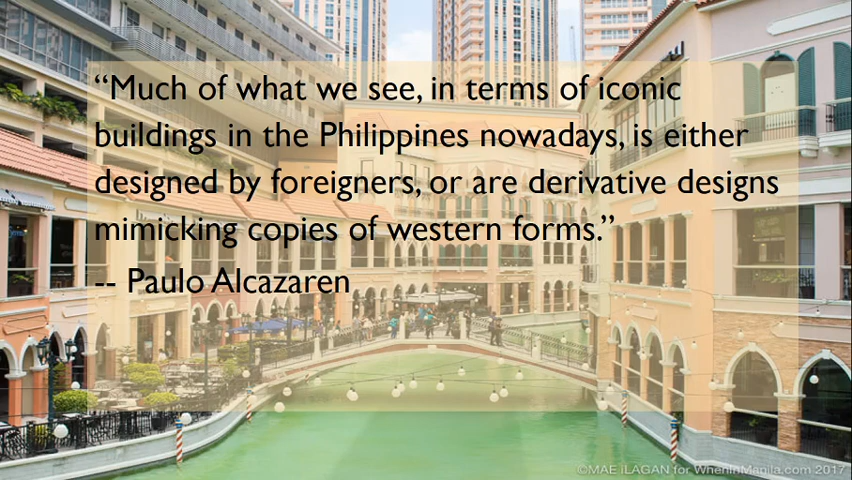 “Much of what we see, in terms of iconic
buildings in the Philippines nowadays, is either
designed by foreigners, or are derivative designs
mimicking copies of western forms.”
-- Paulo Alcazaren
©MAE iLAGAN for WhenInManila.com 2017